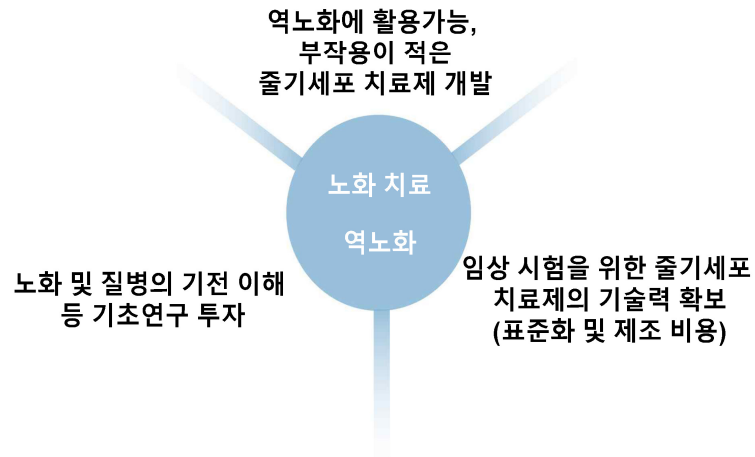 역노화에 활용가능,
부작용이 적은
줄기세포 치료제 개발
노화 치료
역노화
노화 및 질병의 기전 이해
등 기초연구 투자
임상 시험을 위한 줄기세포
치료제의 기술력 확보
(표준화 및 제조 비용)